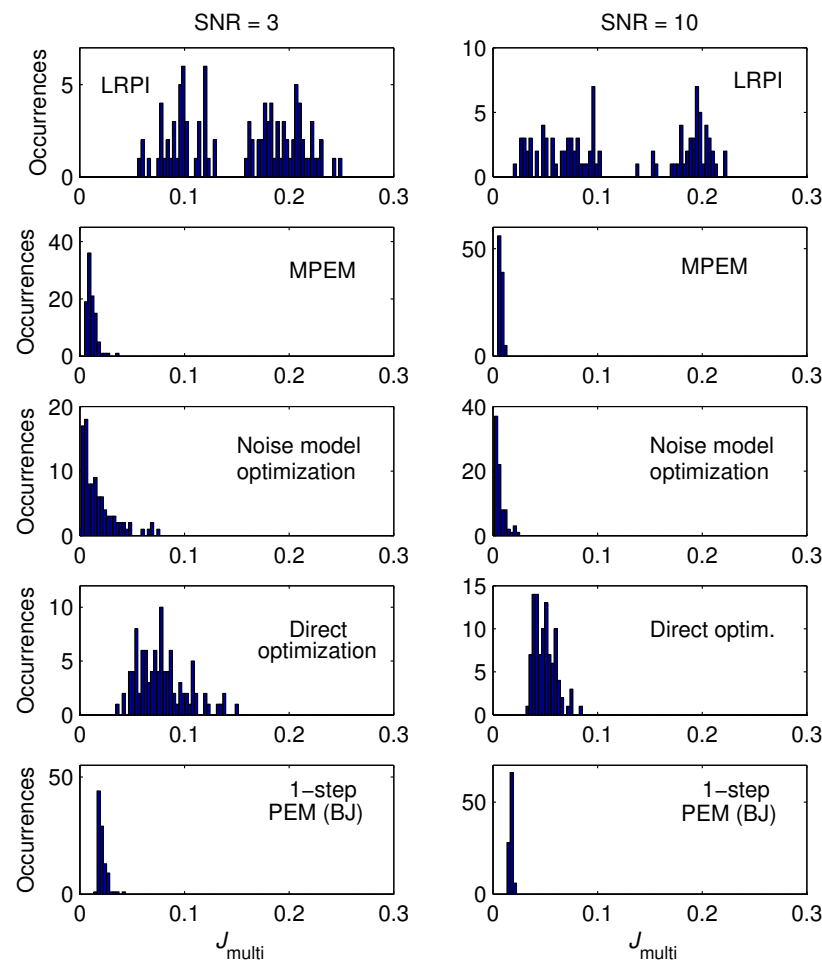 SNR = 3
SNR = 10
Occurrences
5
0
LRPI
0
0.1
0.2
0.3
10
5
0
LRPI
0
0.1
0.2
0.3
Occurrences
40
20
0
MPEM
0
0.1
0.2
0.3
50
0
MPEM
0
0.1
0.2
0.3
Occurrences
20
10
0
Noise model
optimization
0
0.1
0.2
0.3
40
20
0
Noise model
optimization
0
0.1
0.2
0.3
Occurrences
10
5
0
Direct
optimization
0
0.1
0.2
0.3
15
10
5
0
Direct optim.
0
0.1
0.2
0.3
Occurrences
50
0
1−step
PEM (BJ)
0
0.1
0.2
0.3
J multi
50
0
1−step
PEM (BJ)
0
0.1
0.2
0.3
J multi